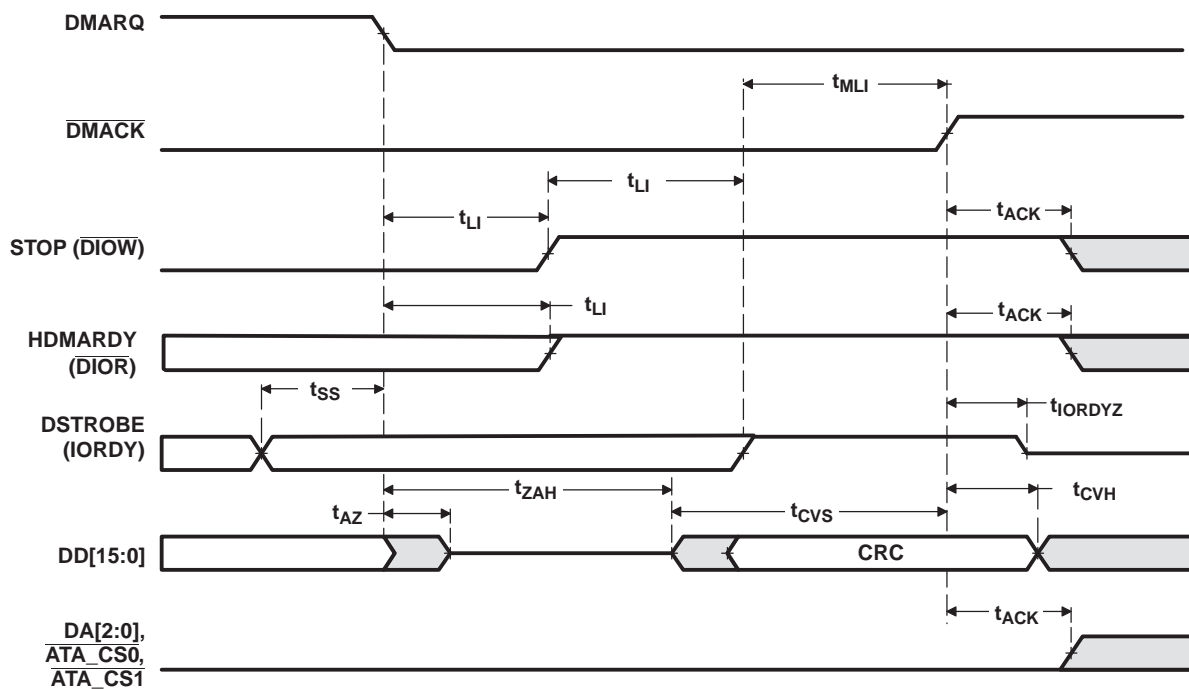 DMARQ
tMLI
DMACK
tLI
tLI
tACK
STOP (DIOW)
tLI
tACK
HDMARDY
(DIOR)
tSS
tIORDYZ
DSTROBE
(IORDY)
tZAH
tCVH
tAZ
tCVS
DD[15:0]
CRC
tACK
DA[2:0],
ATA_CS0,
ATA_CS1